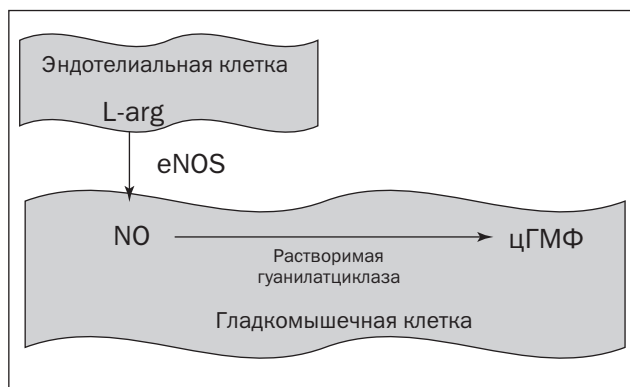 Эндотелиальная клетка
L-arg
eNOS
NO
цГМФ
Растворимая
гуанилатциклаза
Гладкомышечная клетка